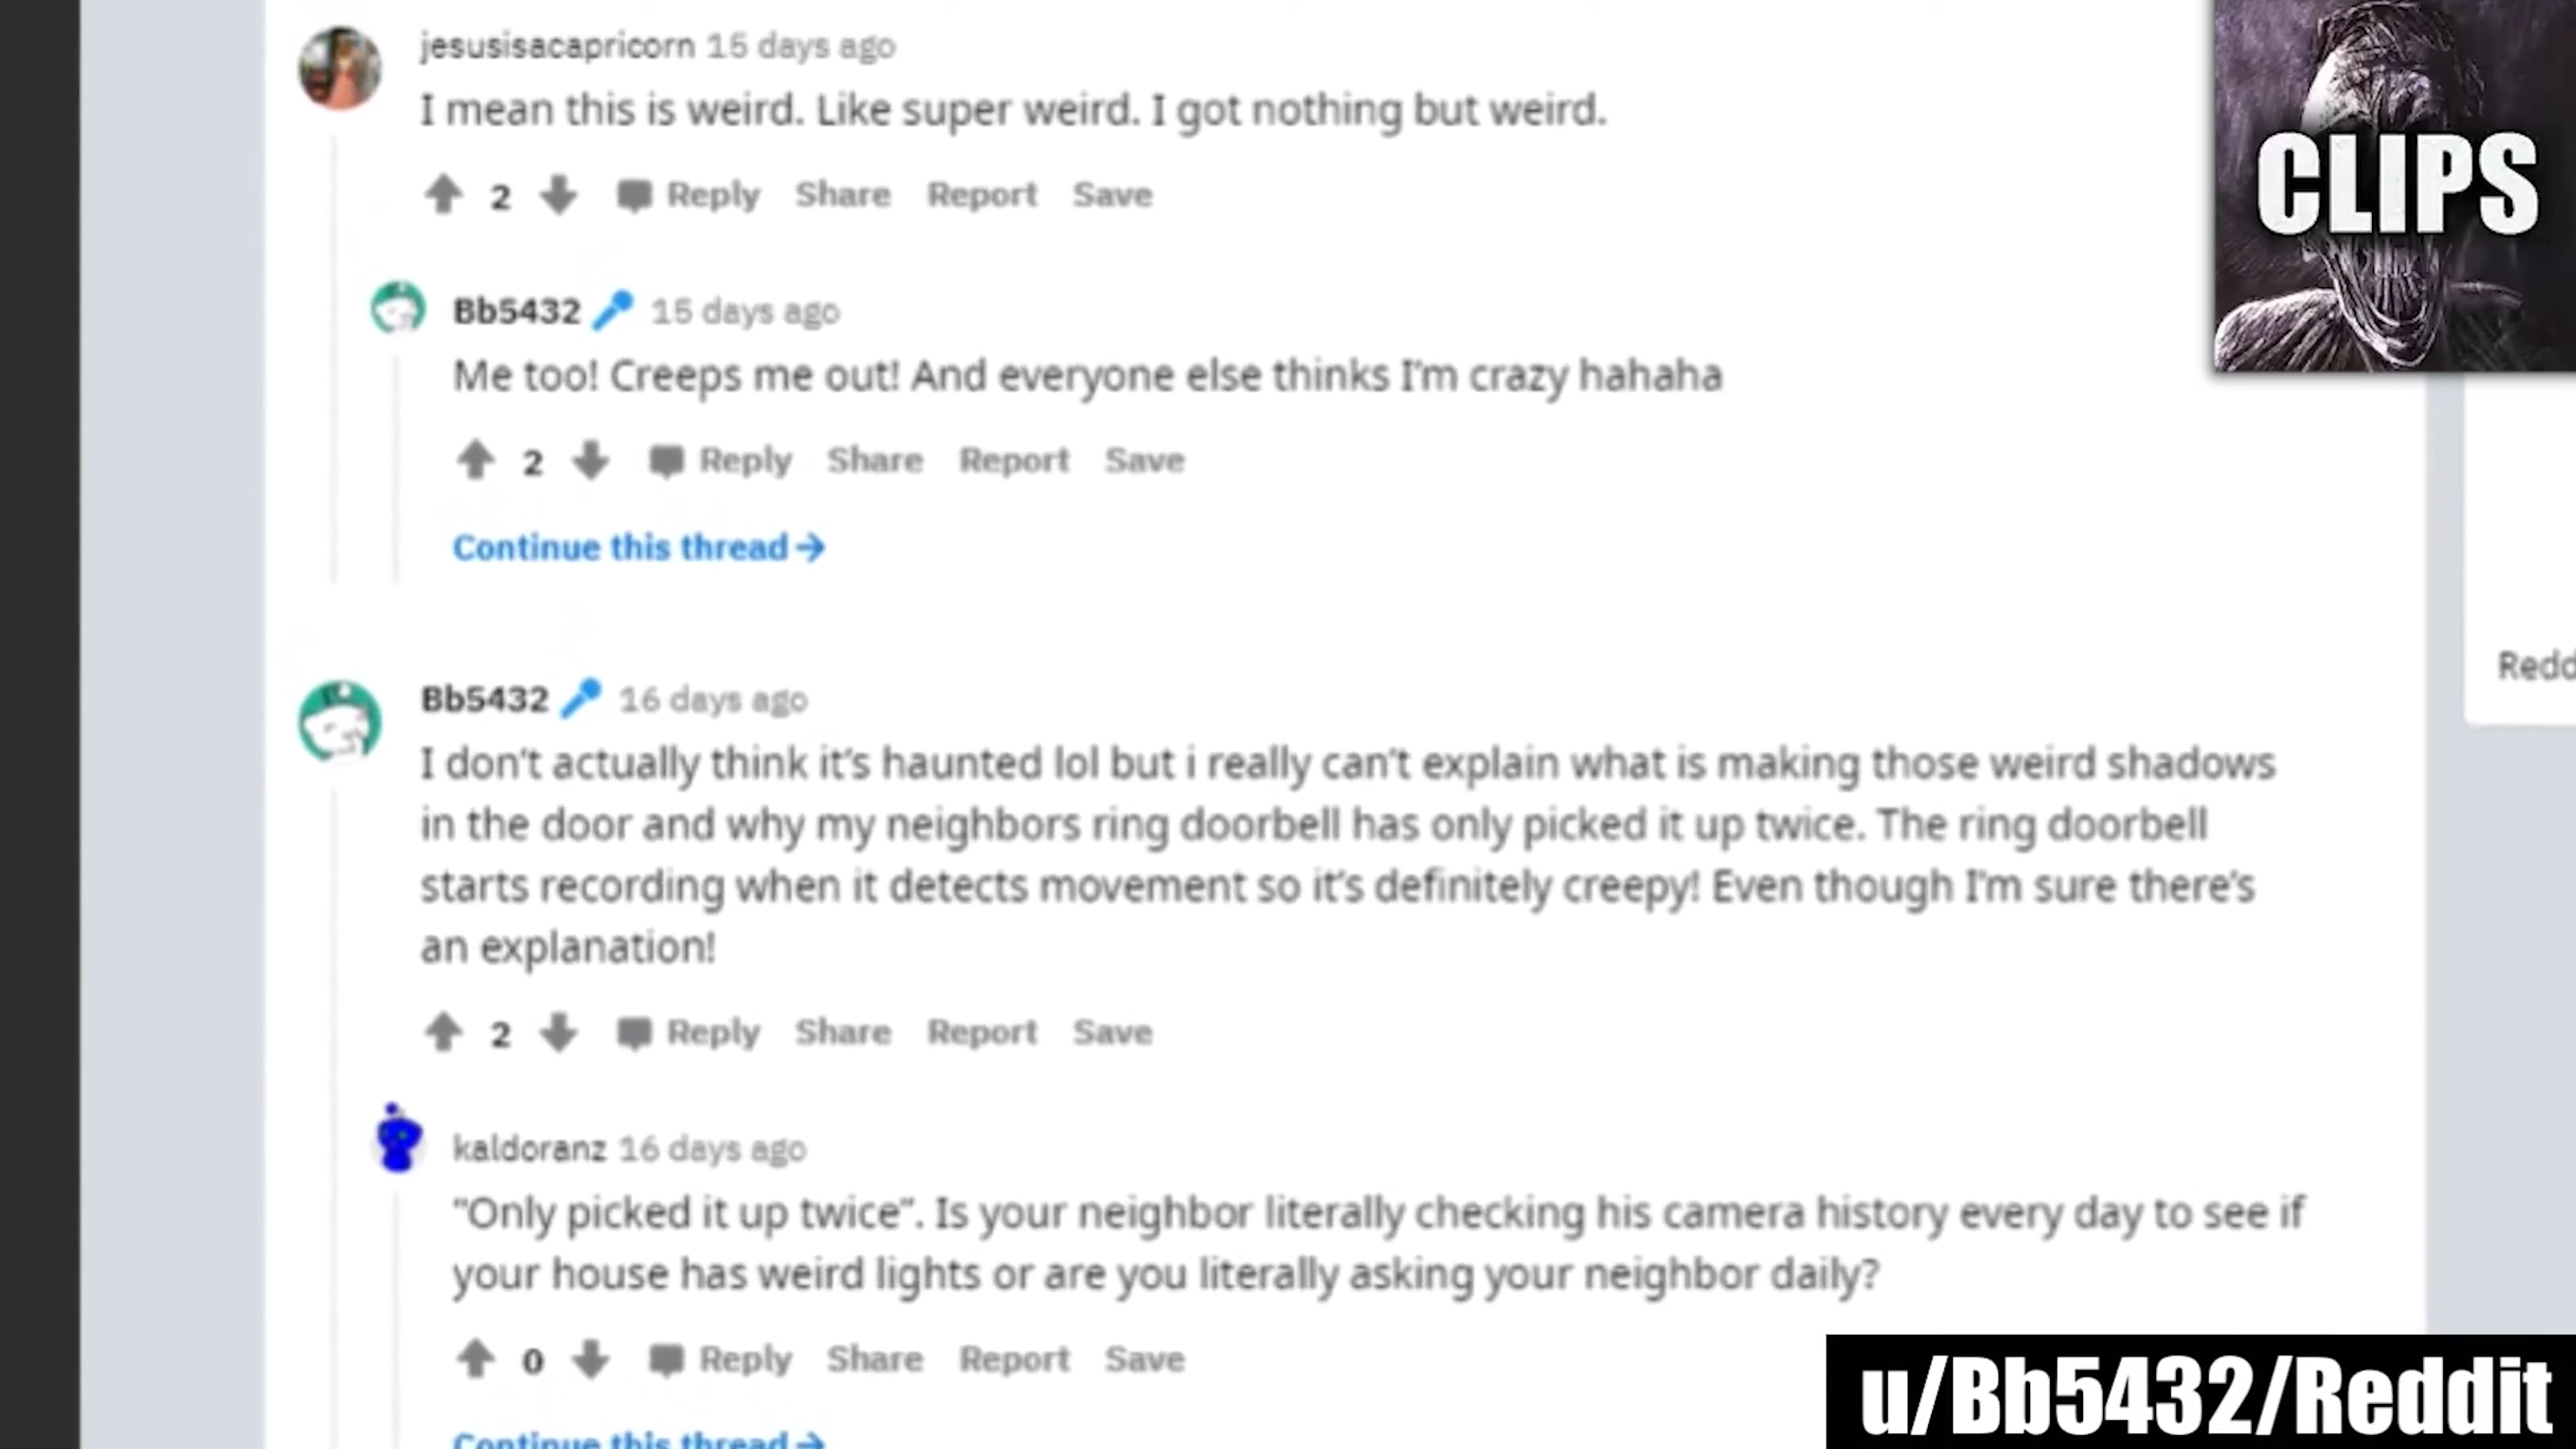 jesusisacapricorn 15 days ago
I mean this is weird. Like super weird. I got nothing but weird.
2 Reply Share Report Save
CLIPS
Bb5432 15 days ago
Me too! Creeps me out! And everyone else thinks I'm crazy hahaha
2 Reply Share Report Save
Continue this thread →
Redd
Bb5432 16 days ago
I don't actually think it's haunted lol but i really can't explain what is making those weird shadows
in the door and why my neighbors ring doorbell has only picked it up twice. The ring doorbell
starts recording when it detects movement so it's definitely creepy! Even though I'm sure there's
an explanation!
2 Reply Share Report Save
kaldoranz 16 days ago
"Only picked it up twice". Is your neighbor literally checking his camera history every day to see if
your house has weird lights or are you literally asking your neighbor daily?
0 Reply Share Report Save
Continue this thread →
u/Bb5432/Reddit